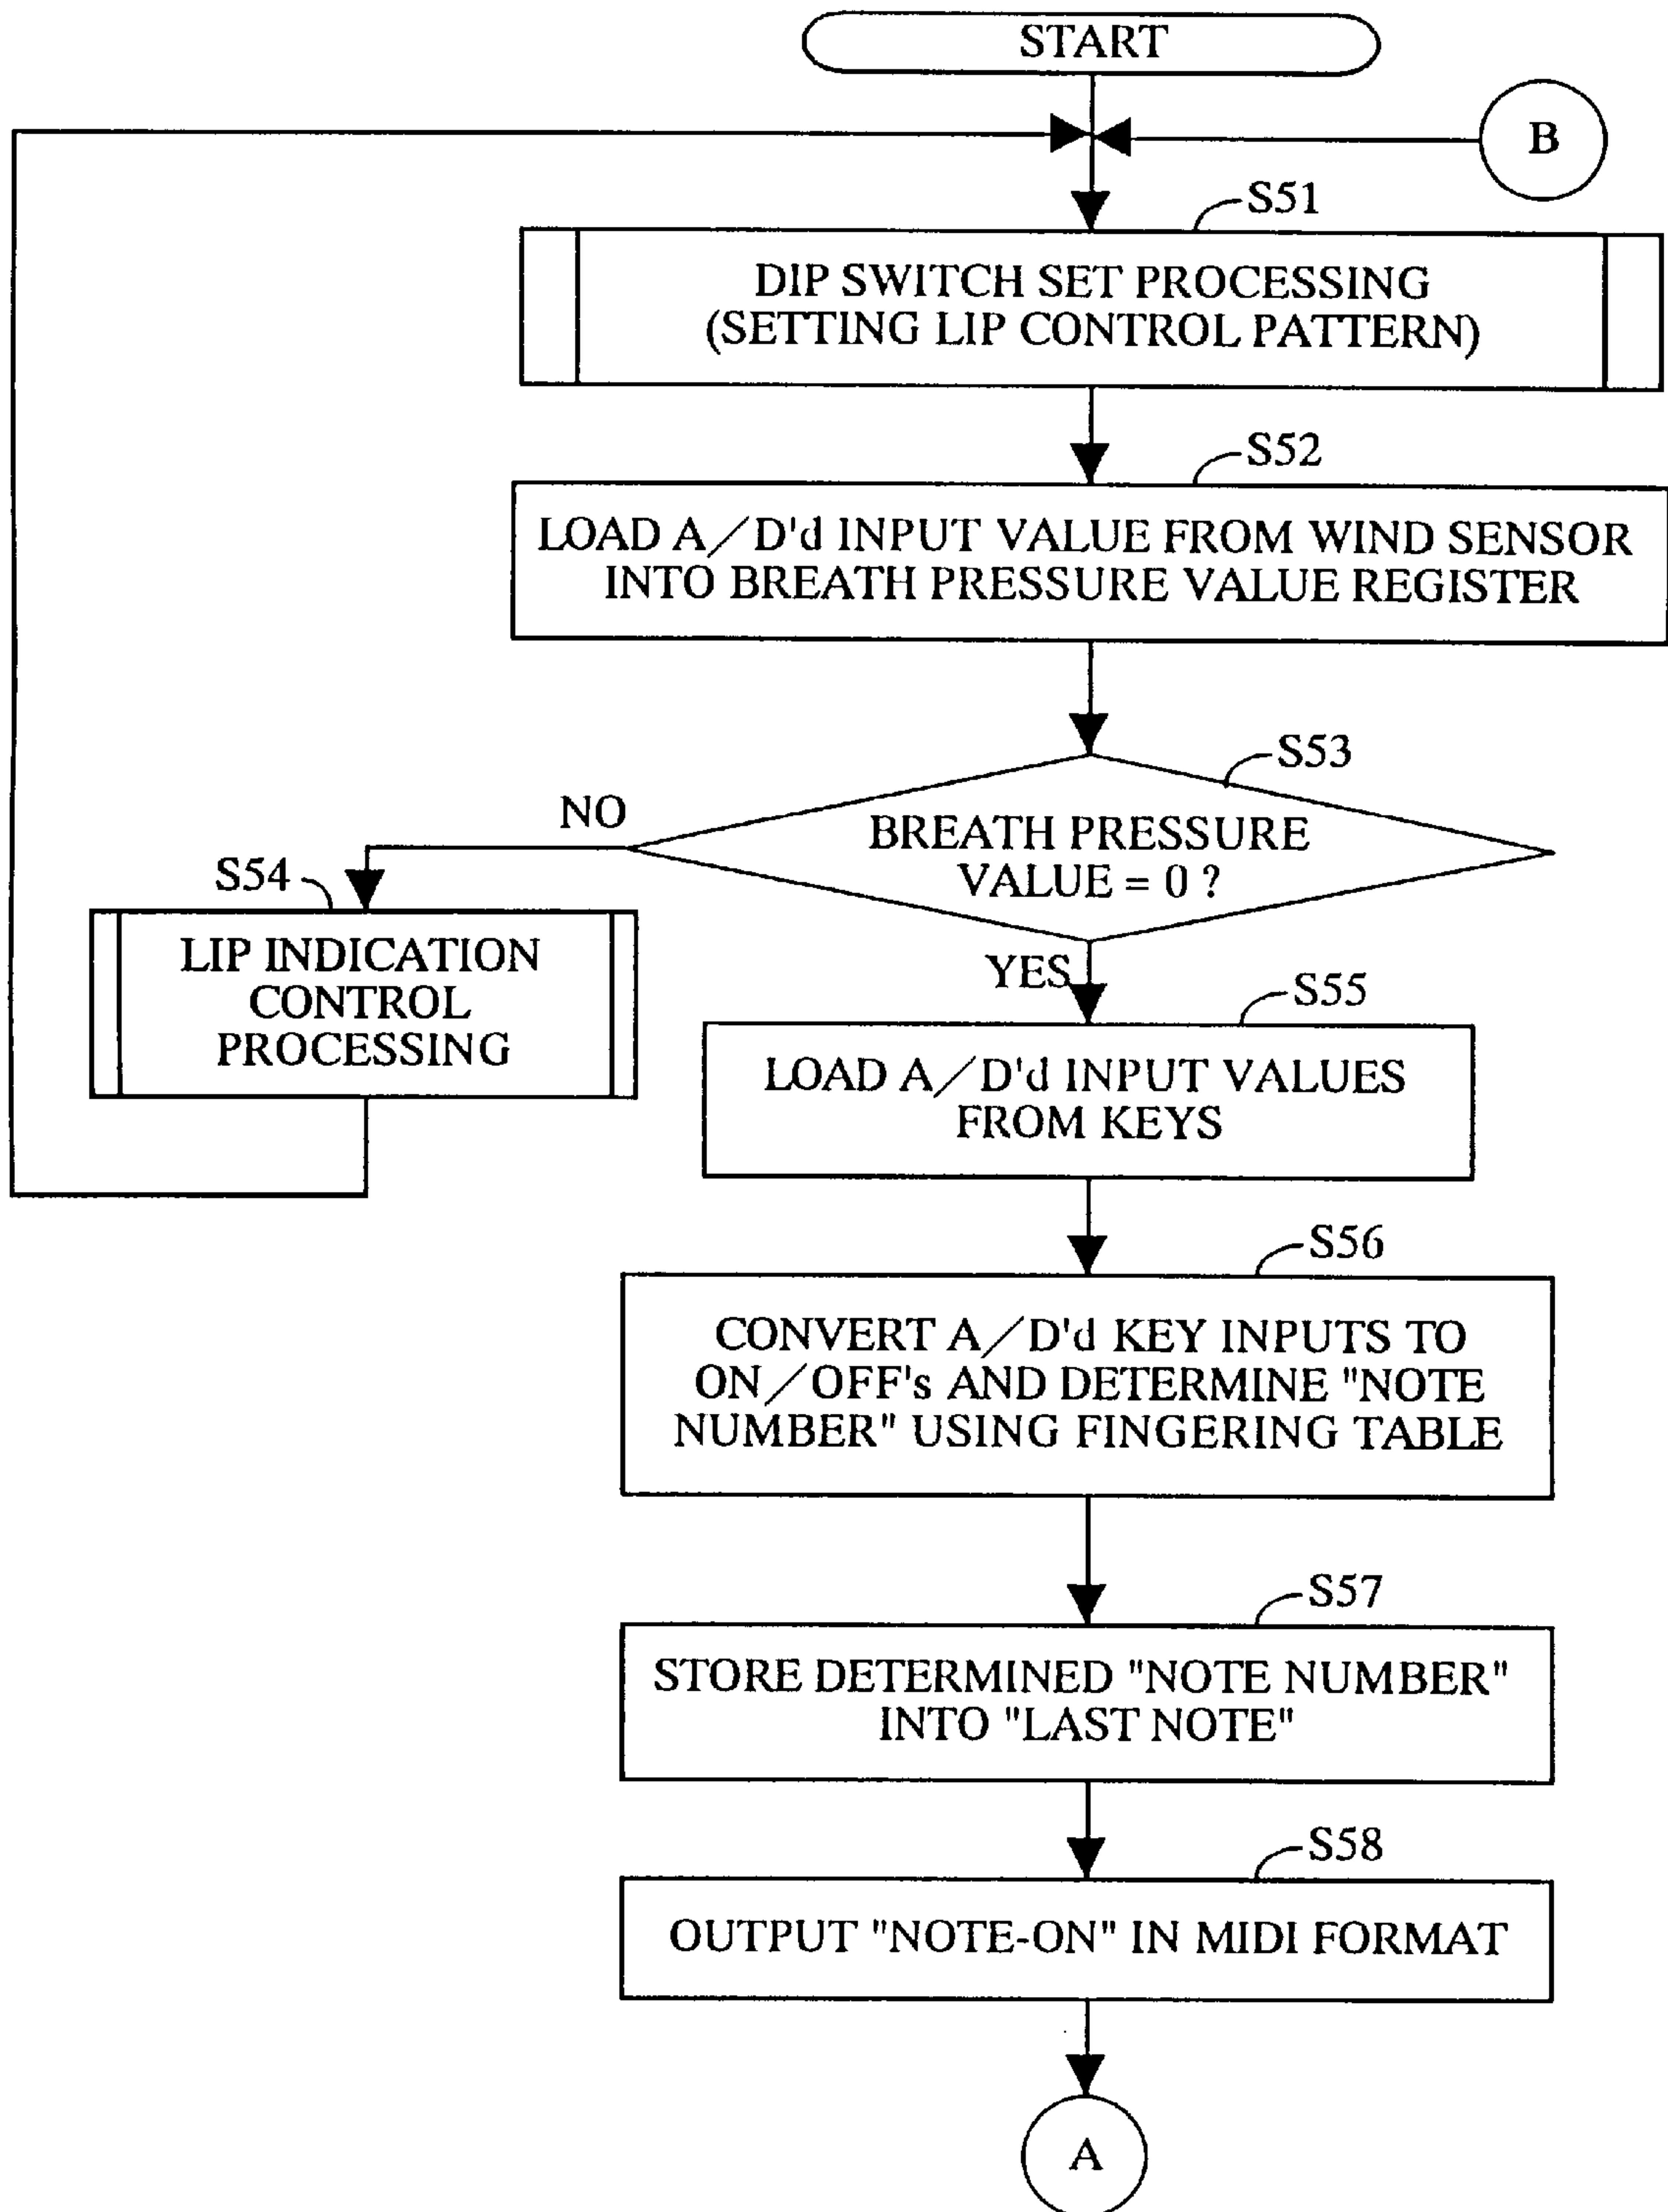 START
B
S51
DIP SWITCH SET PROCESSING
(SETTING LIP CONTROL PATTERN)
S52
LOAD A/D'd INPUT VALUE FROM WIND SENSOR
INTO BREATH PRESSURE VALUE REGISTER
S53
NO
BREATH PRESSURE
VALUE = 0 ?
S54
LIP INDICATION
CONTROL
PROCESSING
YES
S55
LOAD A/D'd INPUT VALUES
FROM KEYS
S56
CONVERT A/D'd KEY INPUTS TO
ON/OFF's AND DETERMINE "NOTE
NUMBER" USING FINGERING TABLE
S57
STORE DETERMINED "NOTE NUMBER"
INTO "LAST NOTE"
S58
OUTPUT "NOTE-ON" IN MIDI FORMAT
A